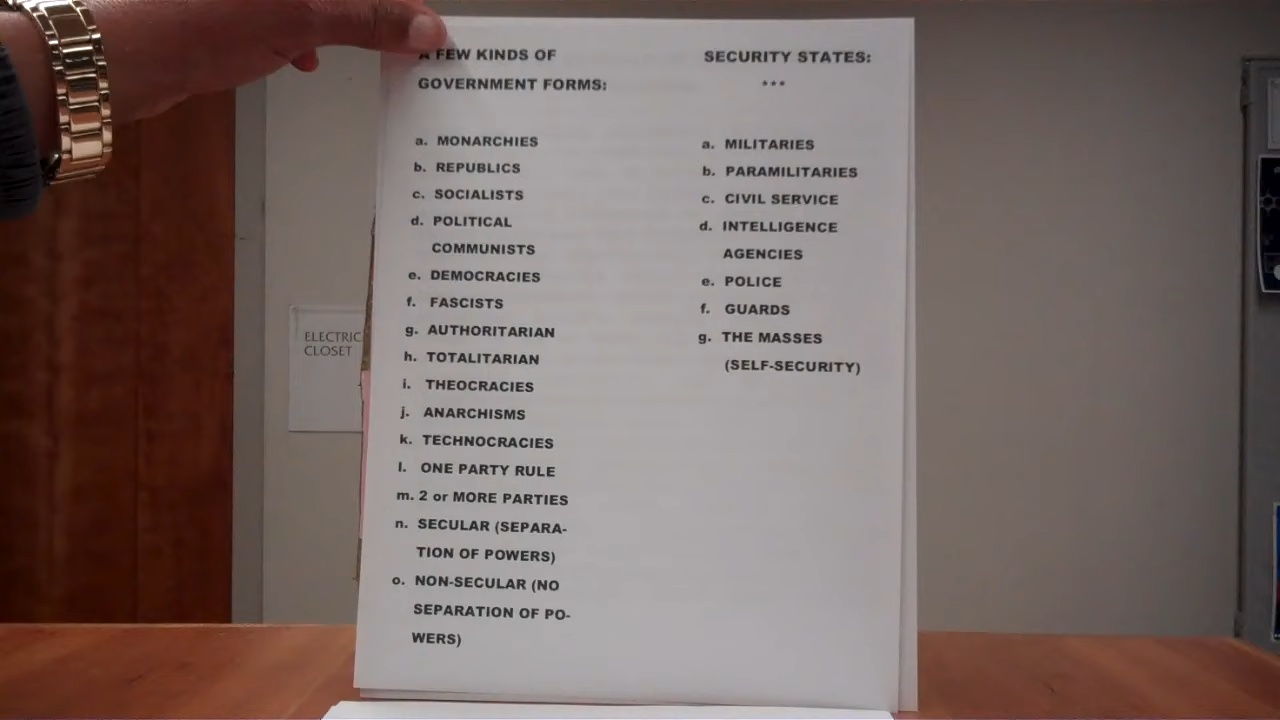 A FEW KINDS OF
GOVERNMENT FORMS:
a. MONARCHIES
b. REPUBLICS
c. SOCIALISTS
d. POLITICAL
COMMUNISTS
e. DEMOCRACIES
f. FASCISTS
g. AUTHORITARIAN
h. TOTALITARIAN
i. THEOCRACIES
j. ANARCHISMS
k. TECHNOCRACIES
l. ONE PARTY RULE
m. 2 or MORE PARTIES
n. SECULAR (SEPARA-
TION OF POWERS)
o. NON-SECULAR (NO
SEPARATION OF PO-
WERS)
SECURITY STATES:
***
a. MILITARIES
b. PARAMILITARIES
c. CIVIL SERVICE
d. INTELLIGENCE
AGENCIES
e. POLICE
f. GUARDS
g. THE MASSES
(SELF-SECURITY)
ELECTRIC
CLOSET